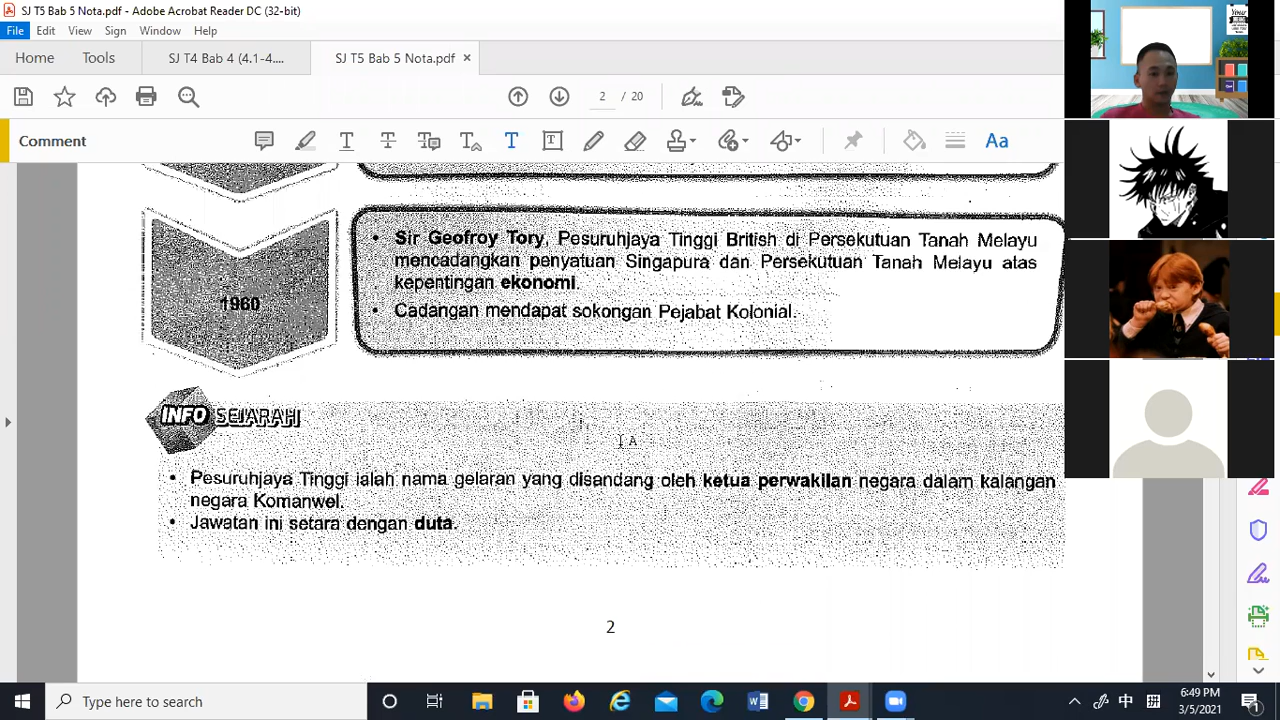 SJ T5 Bab 5 Nota.pdf - Adobe Acrobat Reader DC (32-bit)
File Edit View Sign Window Help
Home Tools SJ T4 Bab 4 (4.1-4.... SJ T5 Bab 5 Nota.pdf ×
2 / 20
Comment
Aa
1960
• Sir Geofroy Tory, Pesuruhjaya Tinggi British di Persekutuan Tanah Melayu
mencadangkan penyatuan Singapura dan Persekutuan Tanah Melayu atas
kepentingan ekonomi.
• Cadangan mendapat sokongan Pejabat Kolonial.
INFO SEJARAH
• Pesuruhjaya Tinggi ialah nama gelaran yang disandang oleh ketua perwakilan negara dalam kalangan
negara Komanwel.
• Jawatan ini setara dengan duta.
2
Type here to search
中 拼
6:49 PM
3/5/2021